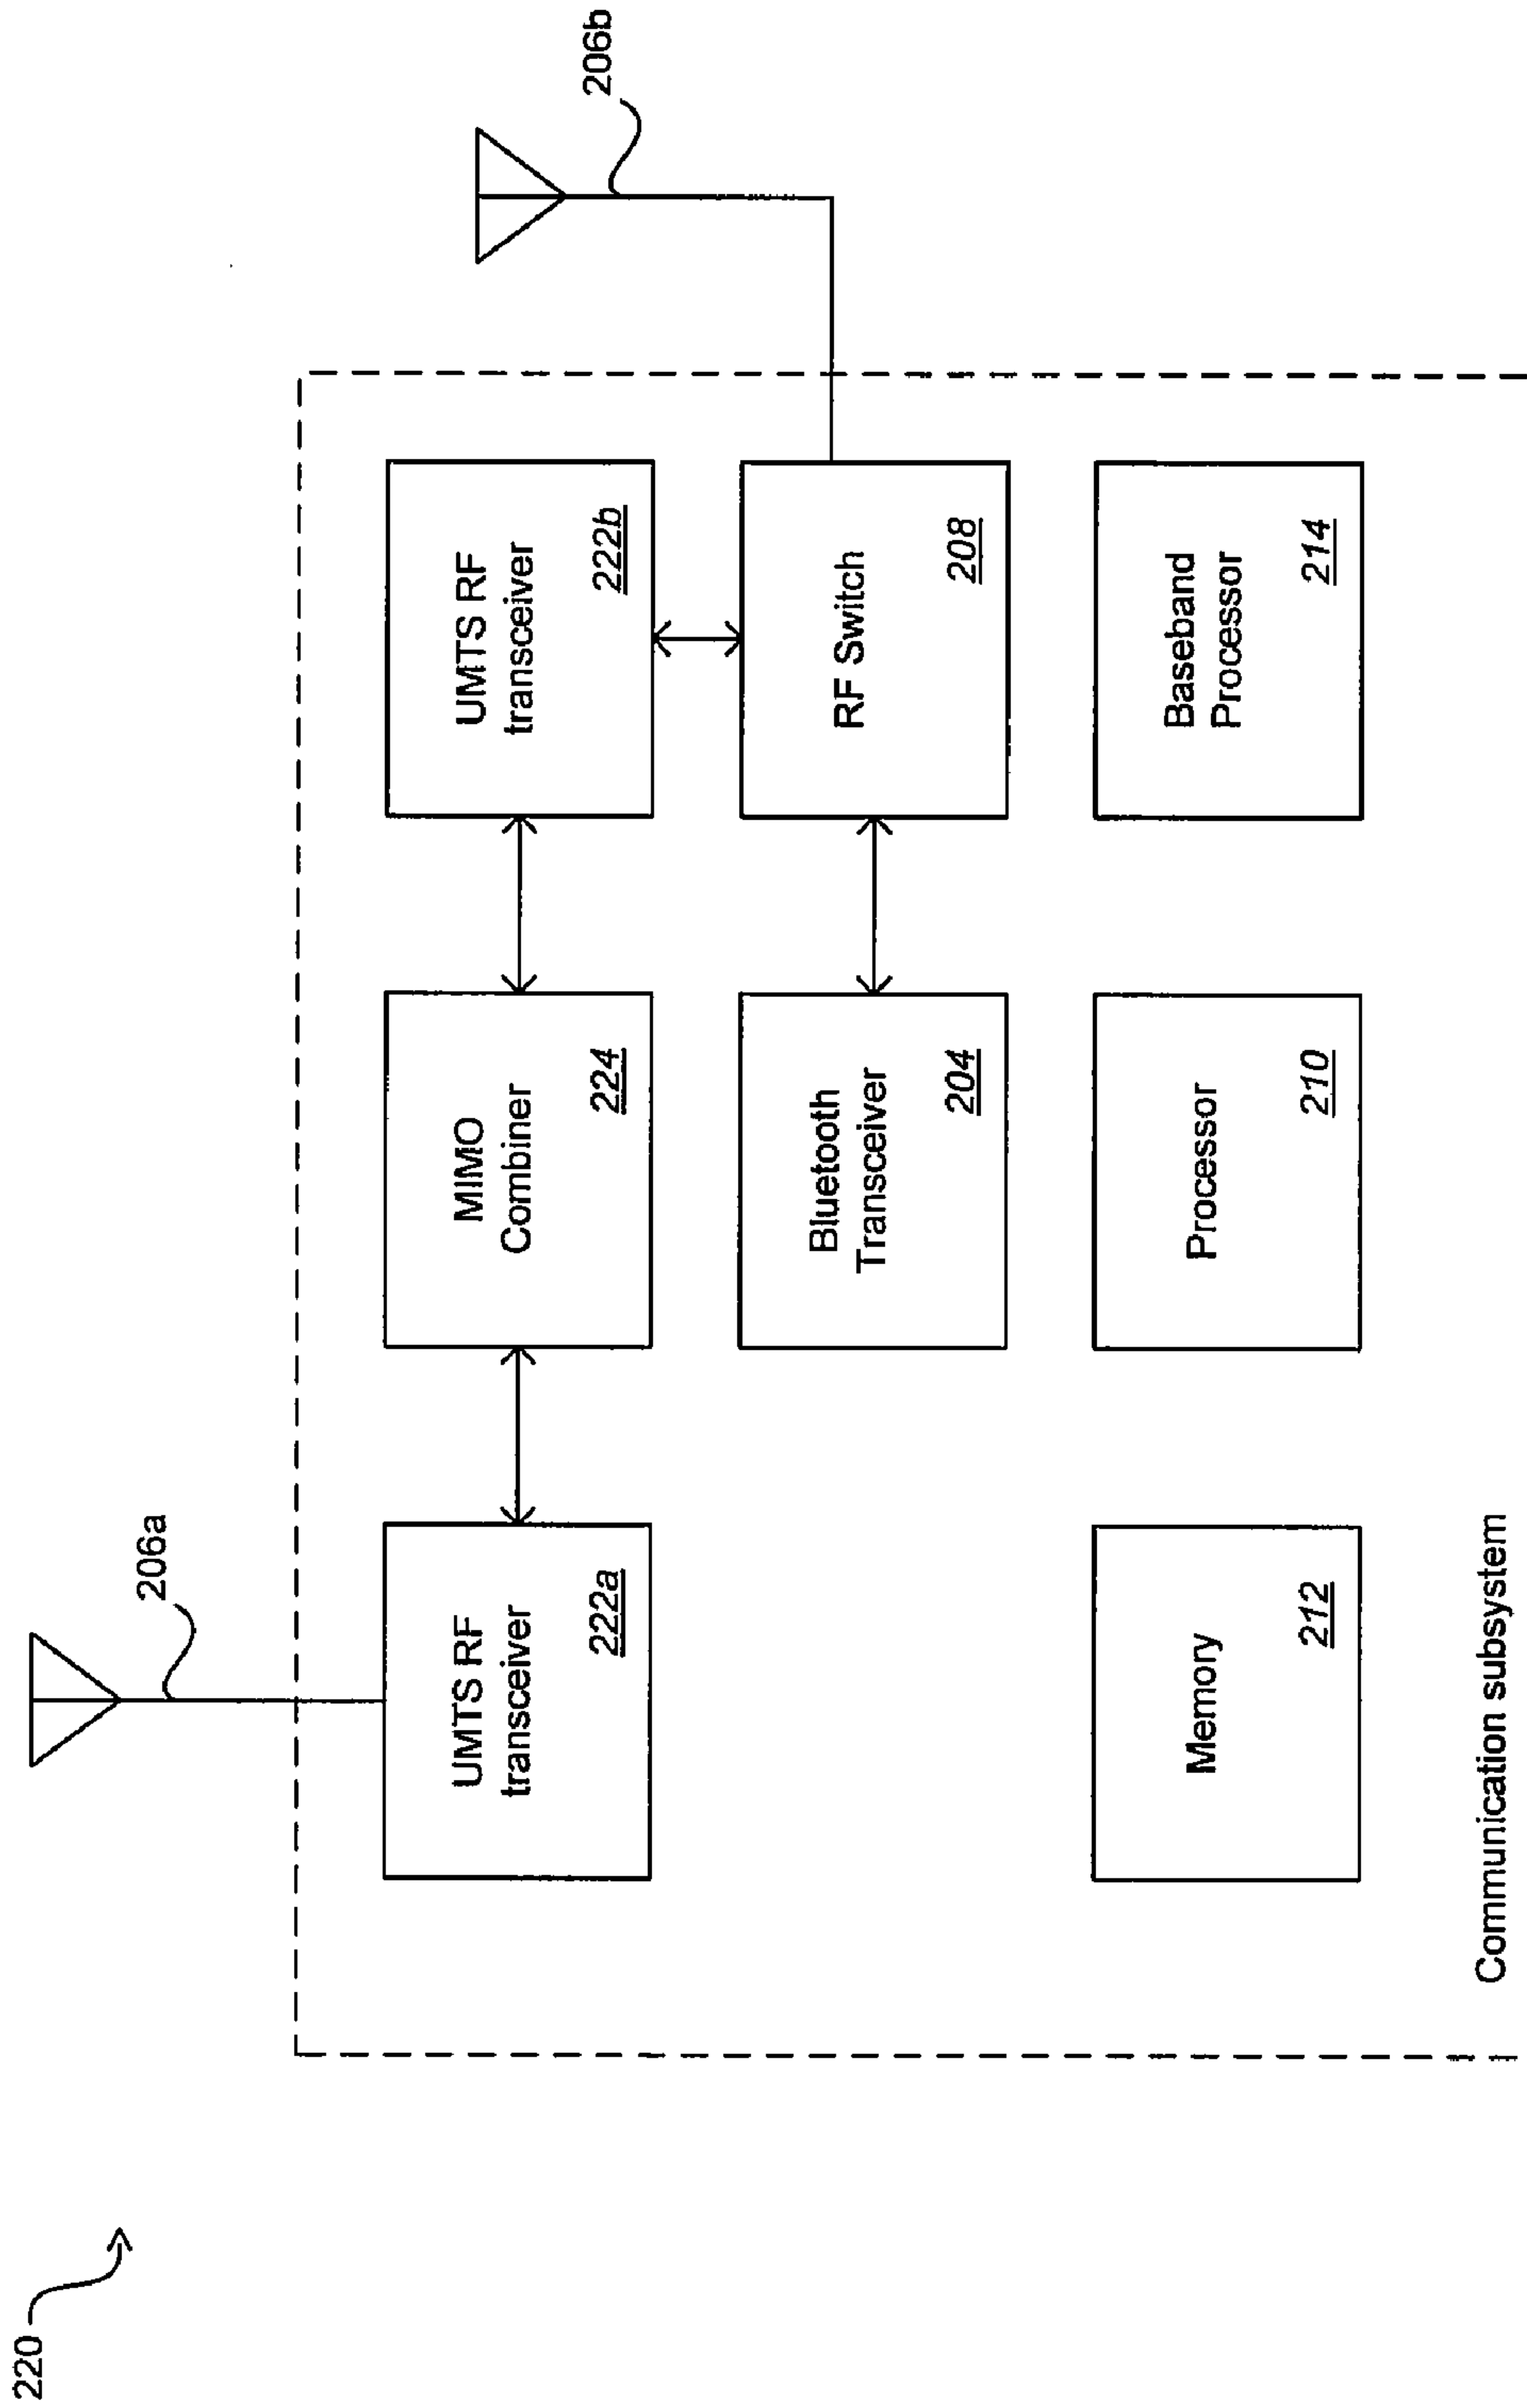 220
206a
206b
UMTS RF
transceiver
222a
MIMO
Combiner
224
UMTS RF
transceiver
222b
Bluetooth
Transceiver
204
RF Switch
208
Memory
212
Processor
210
Baseband
Processor
214
Communication subsystem